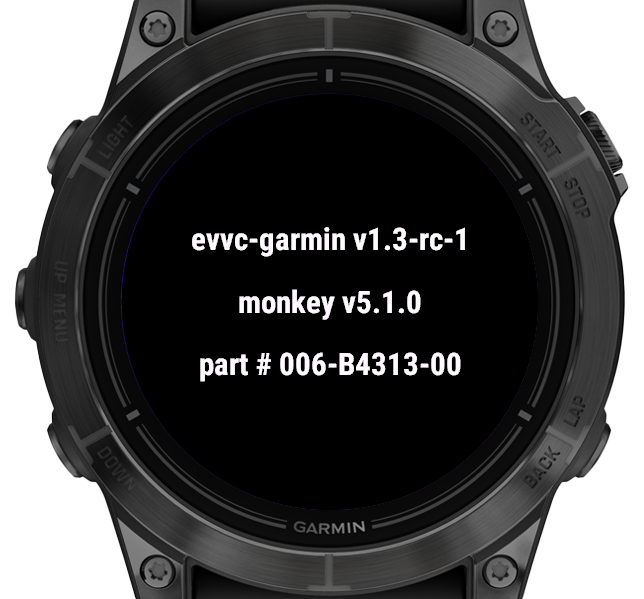 LIGHT
START
STOP
evvc-garmin v1.3-rc-1
UP·MENU
monkey v5.1.0
part # 006-B4313-00
LAP
DOWN
BACK
GARMIN